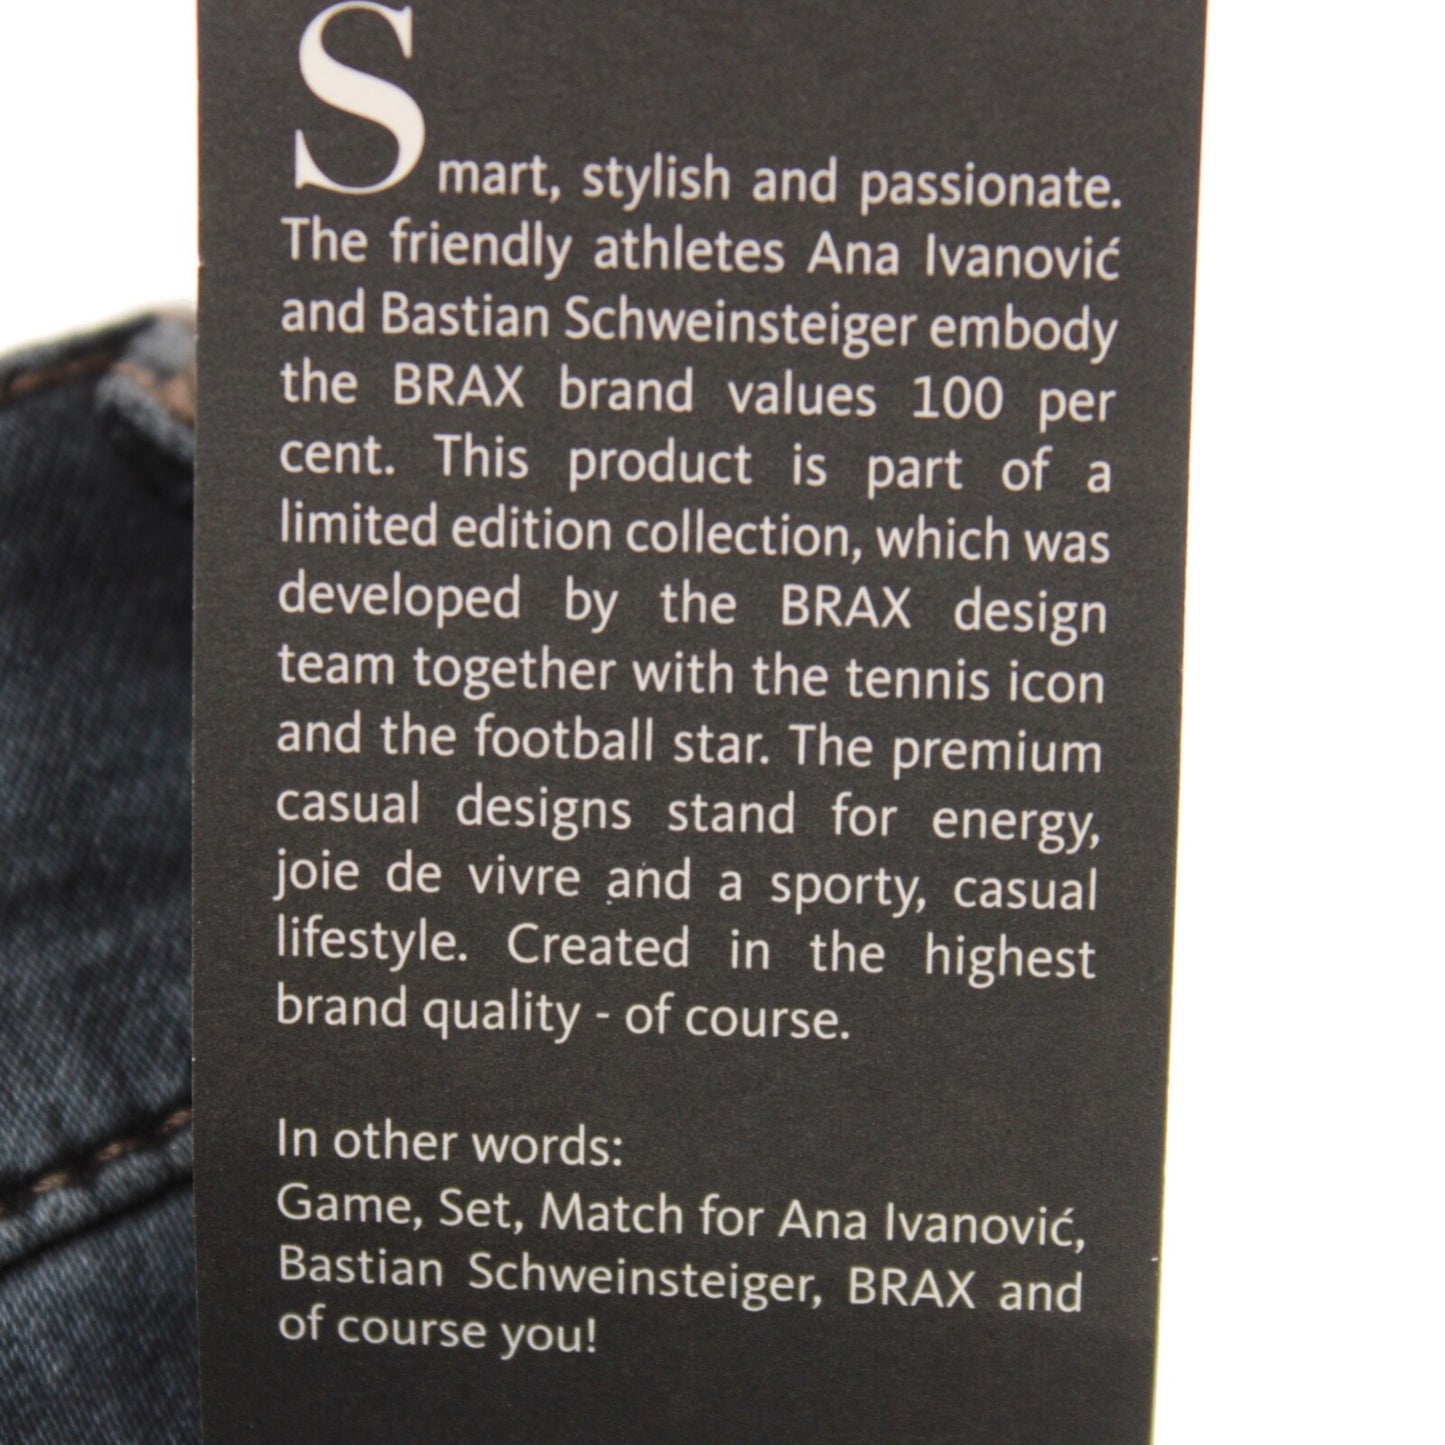 Smart, stylish and passionate.
The friendly athletes Ana Ivanović
and Bastian Schweinsteiger embody
the BRAX brand values 100 per
cent. This product is part of a
limited edition collection, which was
developed by the BRAX design
team together with the tennis icon
and the football star. The premium
casual designs stand for energy,
joie de vivre and a sporty, casual
lifestyle. Created in the highest
brand quality - of course.
In other words:
Game, Set, Match for Ana Ivanović,
Bastian Schweinsteiger, BRAX and
of course you!